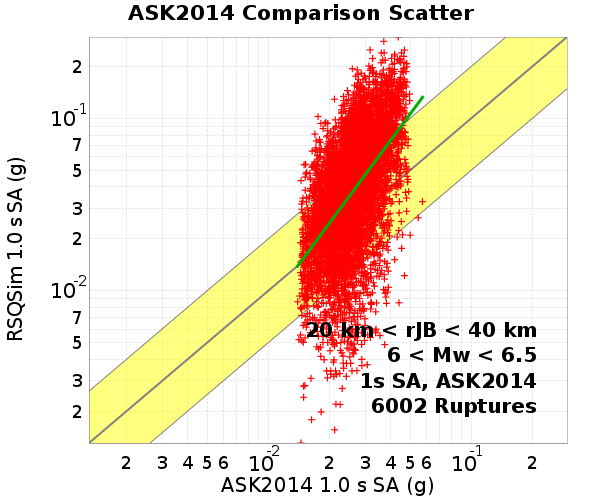 ASK2014 Comparison Scatter
RSQSim 1.0 s SA (g)
2
10^-1
7
5
3
2
10^-2
7
5
3
2
20 km < rJB < 40 km
6 < Mw < 6.5
1s SA, ASK2014
6002 Ruptures
2 3 4 5 6 10^-2 2 3 4 5 6 10^-1 2
ASK2014 1.0 s SA (g)